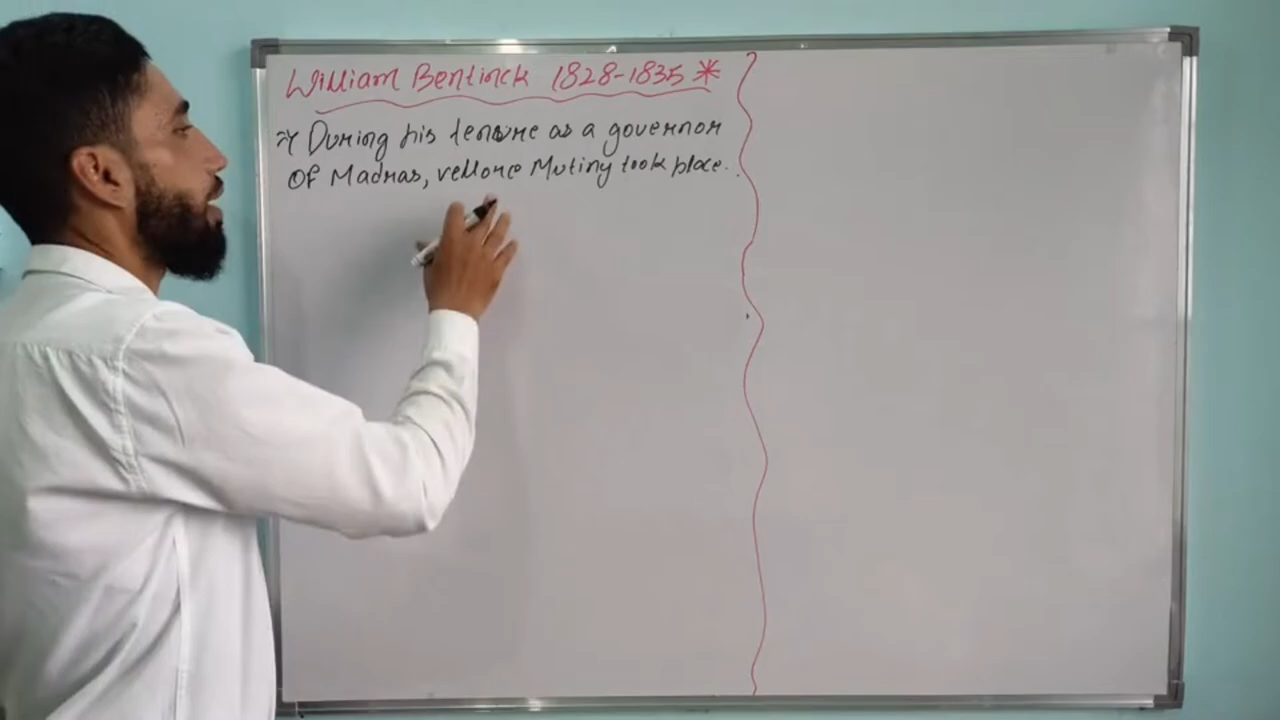 William Bentinck 1828-1835 *
During his tenure as a governor
Of Madras, vellore Mutiny took place.